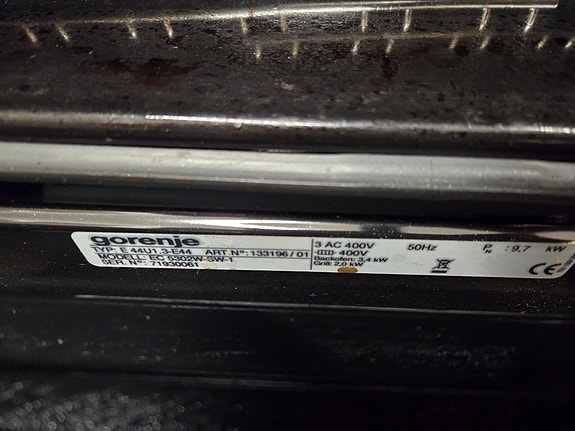 gorenje
TYP: E 44U1.3-E44 ART.N°: 133196/01
MODELL: EC 5302W-SW-1
SER. N°: 71930061
3 AC 400V 50Hz P N : 9,7 kW
400V
Backofen: 3,4 kW
Grill: 2,0 kW
CE